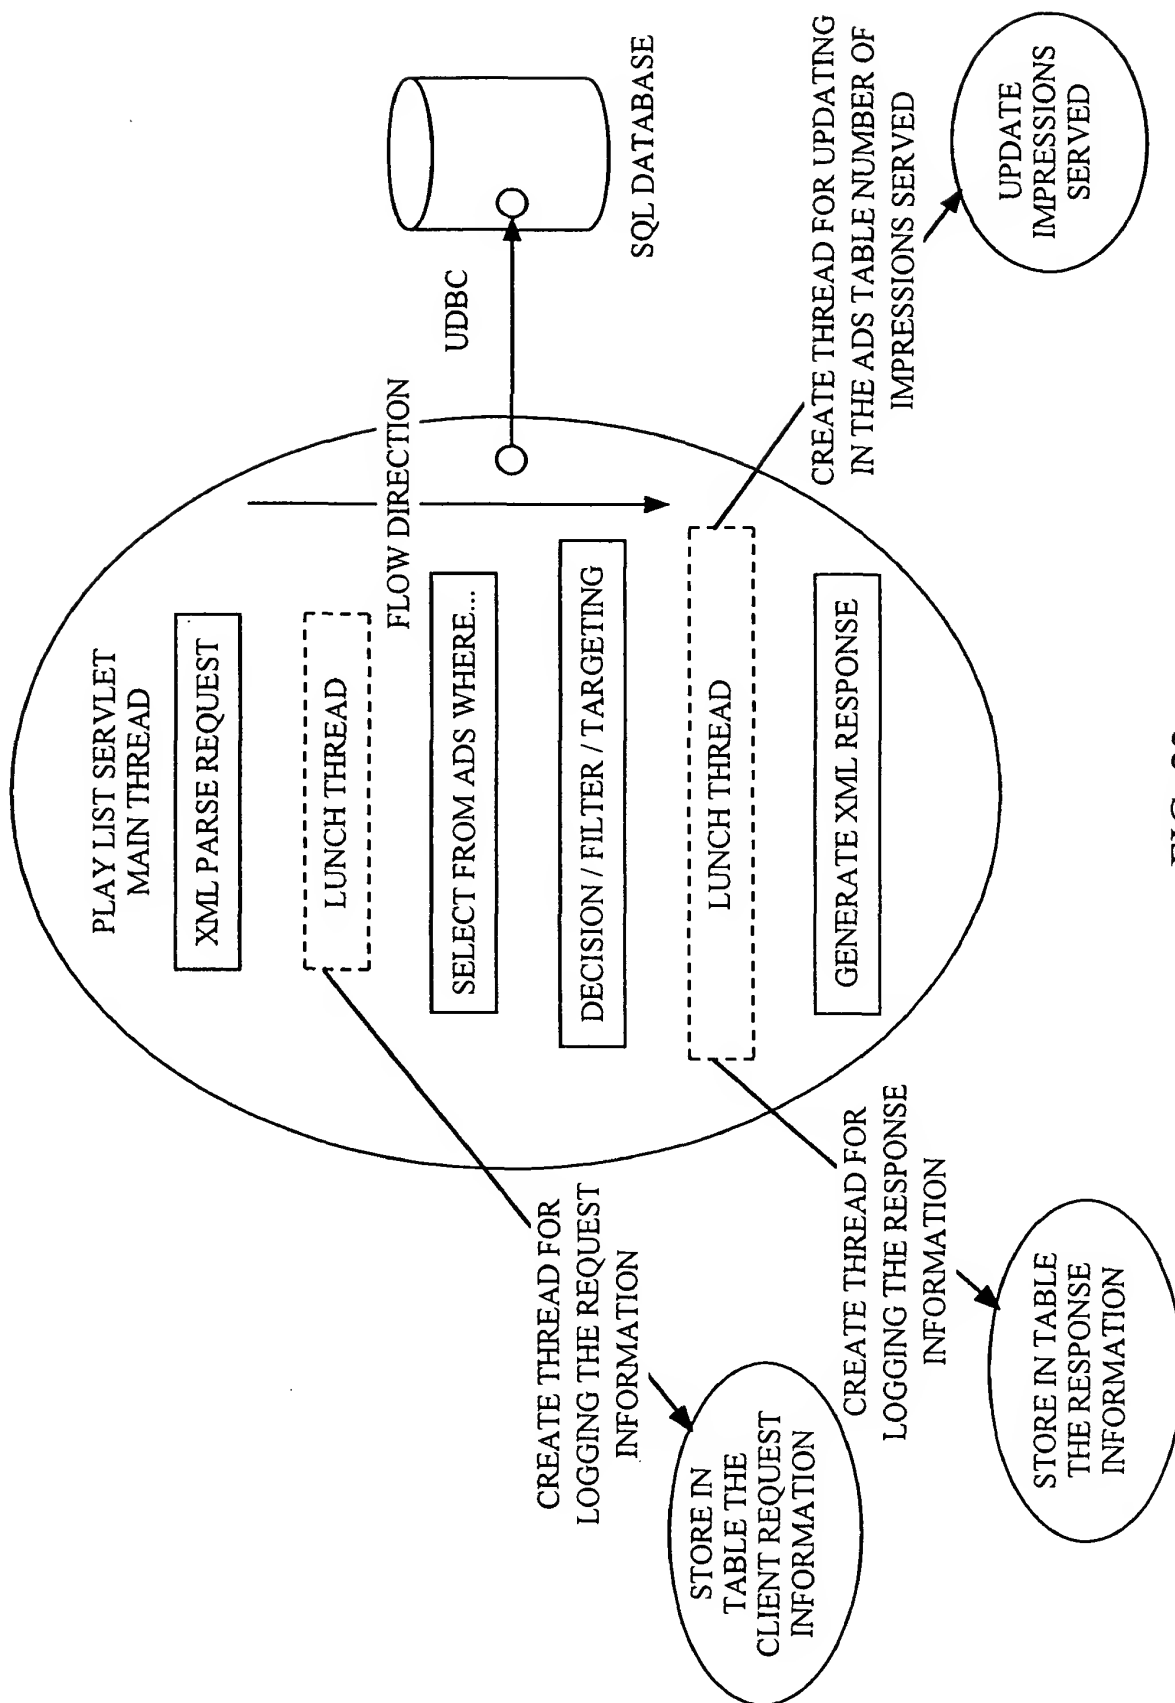 PLAY LIST SERVLET
MAIN THREAD
XML PARSE REQUEST
LUNCH THREAD
FLOW DIRECTION
SELECT FROM ADS WHERE...
DECISION / FILTER / TARGETING
LUNCH THREAD
GENERATE XML RESPONSE
UDBC
SQL DATABASE
CREATE THREAD FOR
LOGGING THE REQUEST
INFORMATION
STORE IN
TABLE THE
CLIENT REQUEST
INFORMATION
CREATE THREAD FOR
LOGGING THE RESPONSE
INFORMATION
STORE IN TABLE
THE RESPONSE
INFORMATION
CREATE THREAD FOR UPDATING
IN THE ADS TABLE NUMBER OF
IMPRESSIONS SERVED
UPDATE
IMPRESSIONS
SERVED